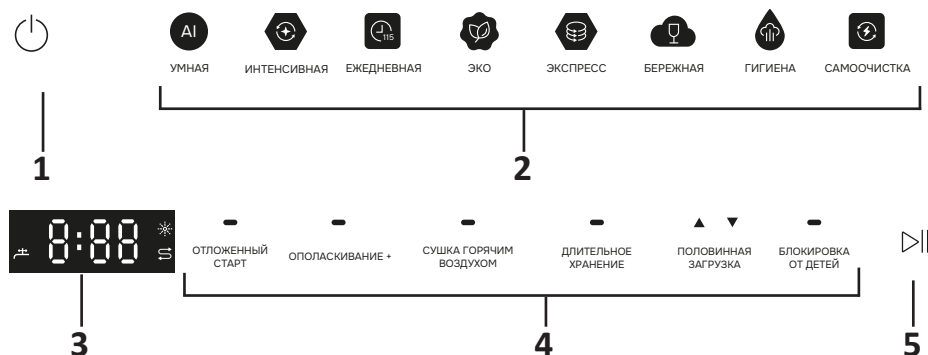 AI
115
УМНАЯ ИНТЕНСИВНАЯ ЕЖЕДНЕВНАЯ ЭКО ЭКСПРЕСС БЕРЕЖНАЯ ГИГИЕНА САМООЧИСТКА
1
2
8:88
ОТЛОЖЕННЫЙ
СТАРТ
ОПОЛАСКИВАНИЕ +
СУШКА ГОРЯЧИМ
ВОЗДУХОМ
ДЛИТЕЛЬНОЕ
ХРАНЕНИЕ
ПОЛОВИННАЯ
ЗАГРУЗКА
БЛОКИРОВКА
ОТ ДЕТЕЙ
3
4
5